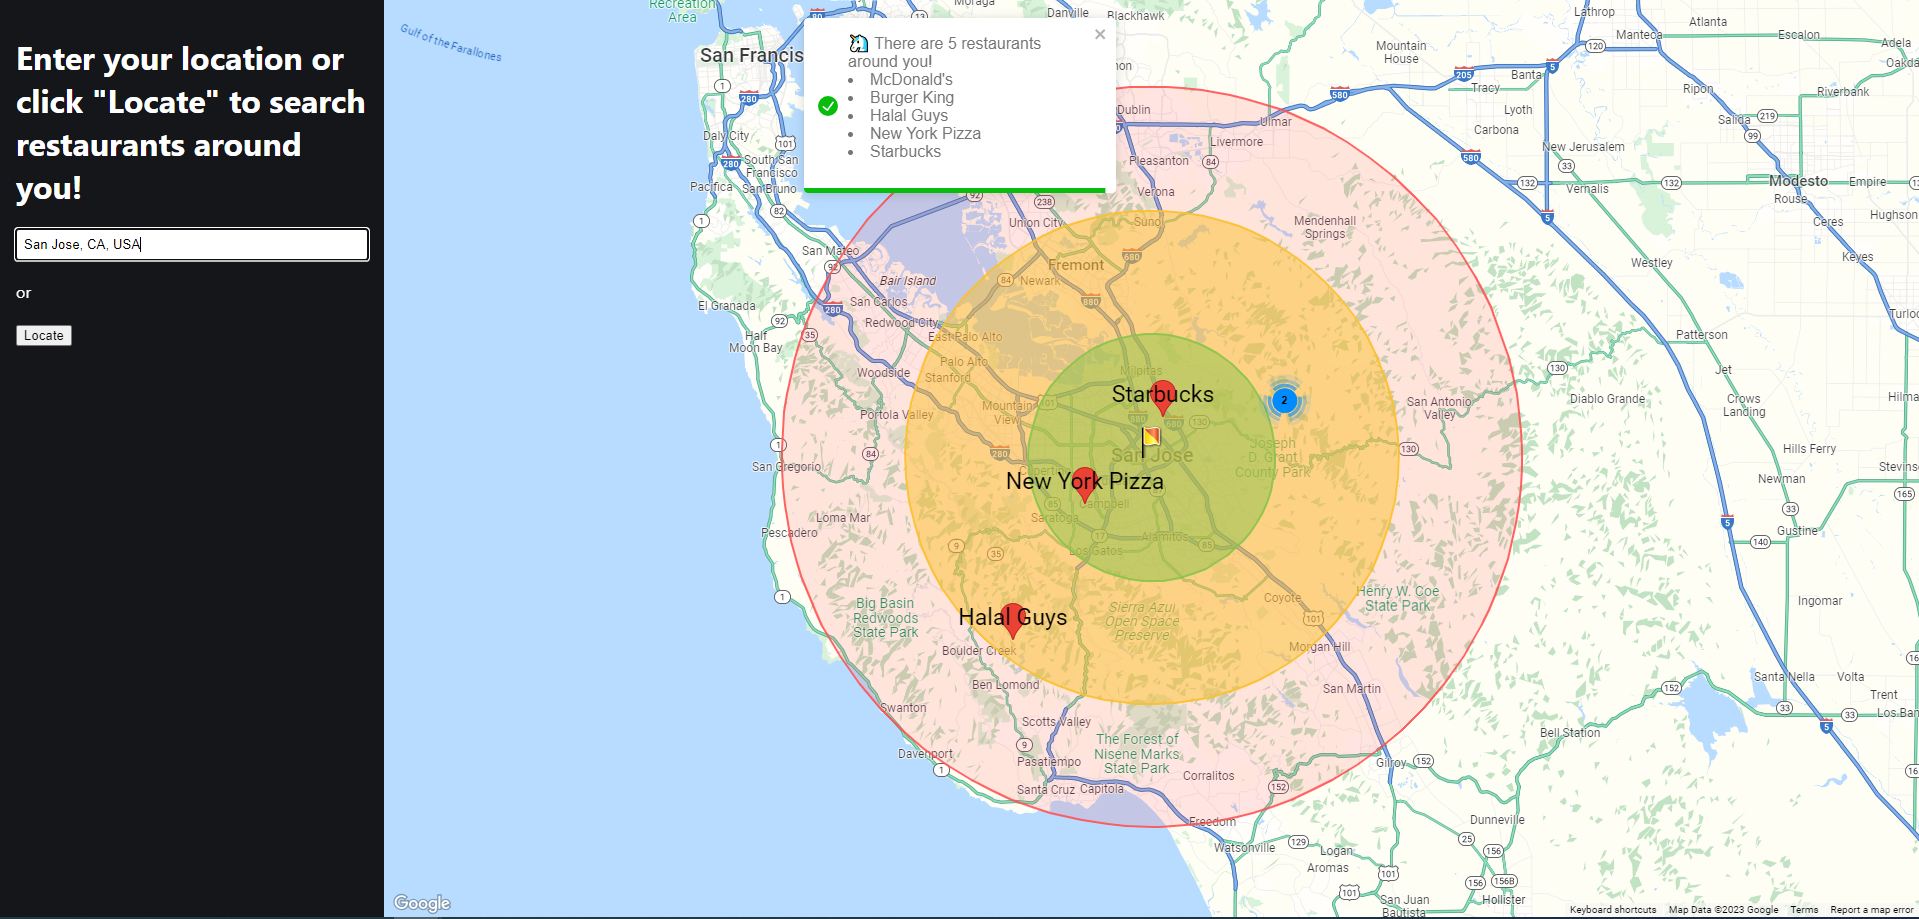 Enter your location or
click "Locate" to search
restaurants around
you!
San Jose, CA, USA
or
Locate
There are 5 restaurants
around you!
McDonald's
Burger King
Halal Guys
New York Pizza
Starbucks
Gulf of the Farallones
Recreation
Area
Moraga
Danville
Blackhawk
San Francis
Daly City
South San
Francisco
San Bruno
Pacifica
San Mateo
Bair Island
San Carlos
Redwood City
El Granada
Half
Moon Bay
Woodside
East Palo Alto
Palo Alto
Stanford
Portola Valley
Mountain
View
San Gregorio
Loma Mar
Pescadero
Dublin
Pleasanton
Livermore
Ulmar
Verona
Union City
Sunol
Fremont
Newark
Mendenhall
Springs
Milpitas
Starbucks
San Jose
New York Pizza
Campbell
Saratoga
Los Gatos
Alamitos
Joseph
D. Grant
County Park
2
San Antonio
Valley
Halal Guys
Big Basin
Redwoods
State Park
Boulder Creek
Ben Lomond
Sierra Azul
Open Space
Preserve
Coyote
Morgan Hill
San Martin
Henry W. Coe
State Park
Swanton
Scotts Valley
Davenport
Pasatiempo
The Forest of
Nisene Marks
State Park
Santa Cruz
Capitola
Corralitos
Gilroy
Freedom
Watsonville
Logan
Aromas
Dunneville
San Juan
Bautista
Hollister
Bell Station
Lathrop
Manteca
Atlanta
Escalon
Adela
Mountain
House
Banta
Tracy
Lyoth
Carbona
Ripon
Riverbank
Salida
New Jerusalem
Vernalis
Modesto
Empire
Rouse
Ceres
Hughson
Keyes
Westley
Patterson
Jet
Crows
Landing
Diablo Grande
Hills Ferry
Newman
Gustine
Ingomar
Santa Nella
Volta
Trent
Los Ban
Google
Keyboard shortcuts
Map Data ©2023 Google
Terms
Report a map error